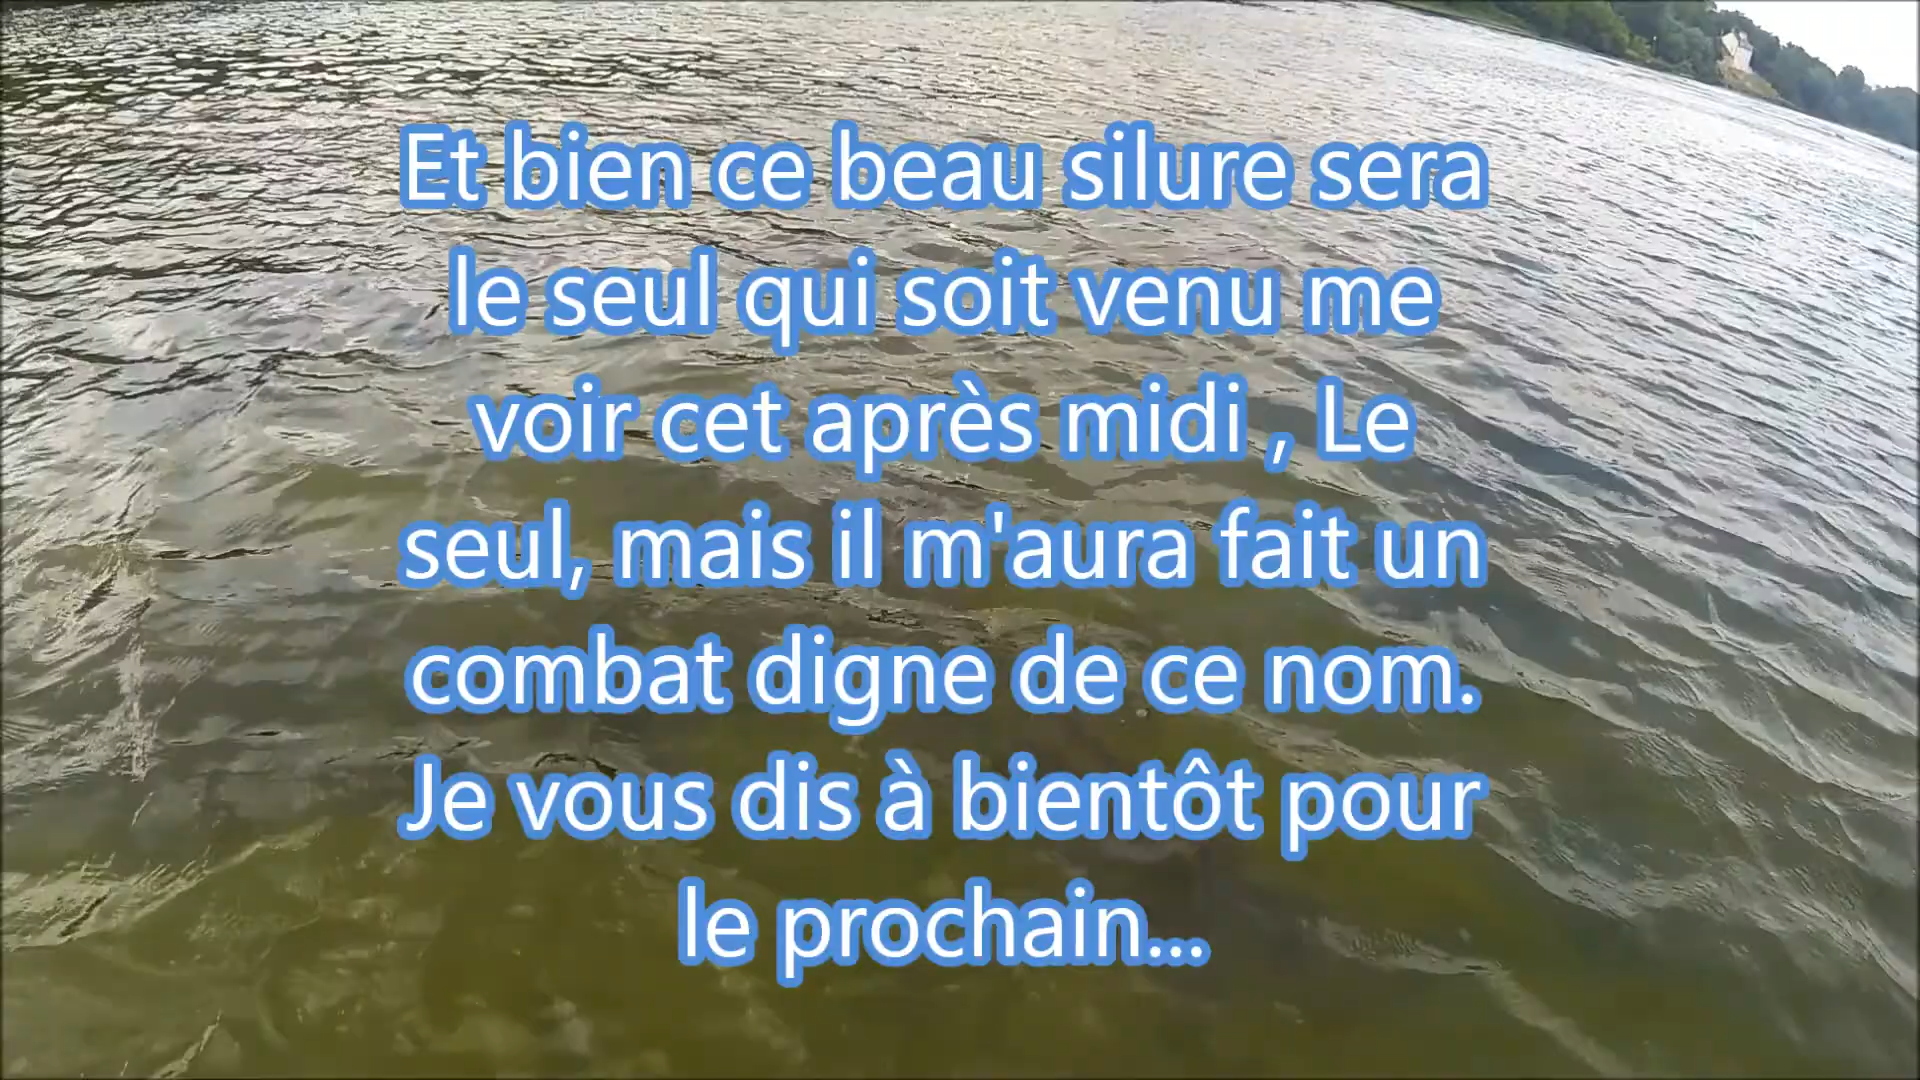 Et bien ce beau silure sera
le seul qui soit venu me
voir cet après midi , Le
seul, mais il m'aura fait un
combat digne de ce nom.
Je vous dis à bientôt pour
le prochain...